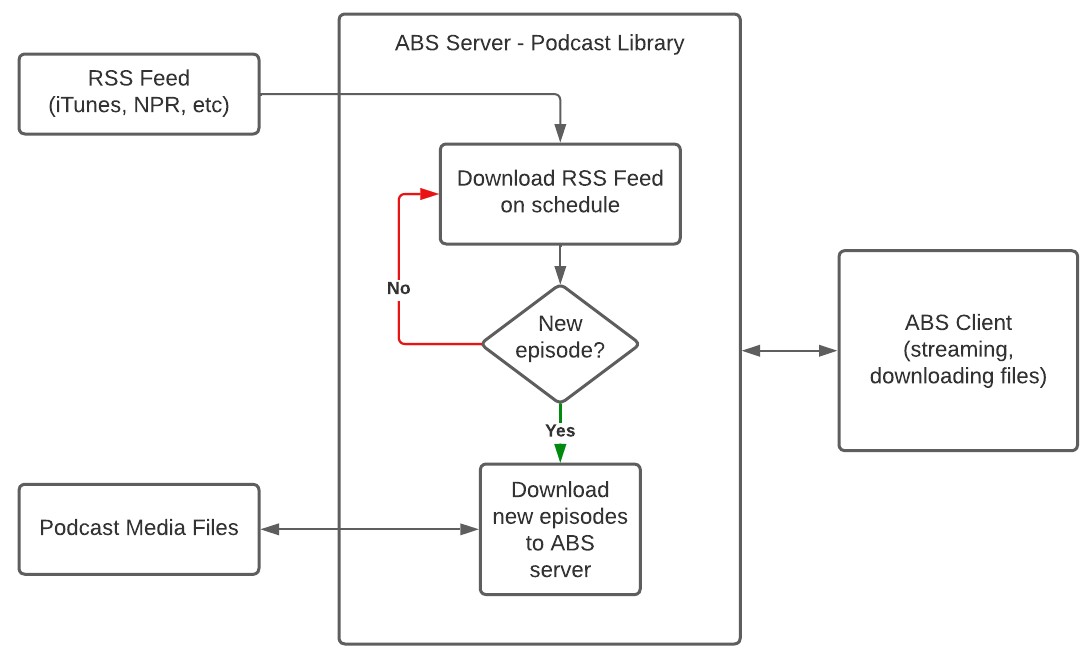 ABS Server - Podcast Library
RSS Feed
(iTunes, NPR, etc)
Download RSS Feed
on schedule
No
New
episode?
ABS Client
(streaming,
downloading files)
Yes
Download
new episodes
to ABS
server
Podcast Media Files